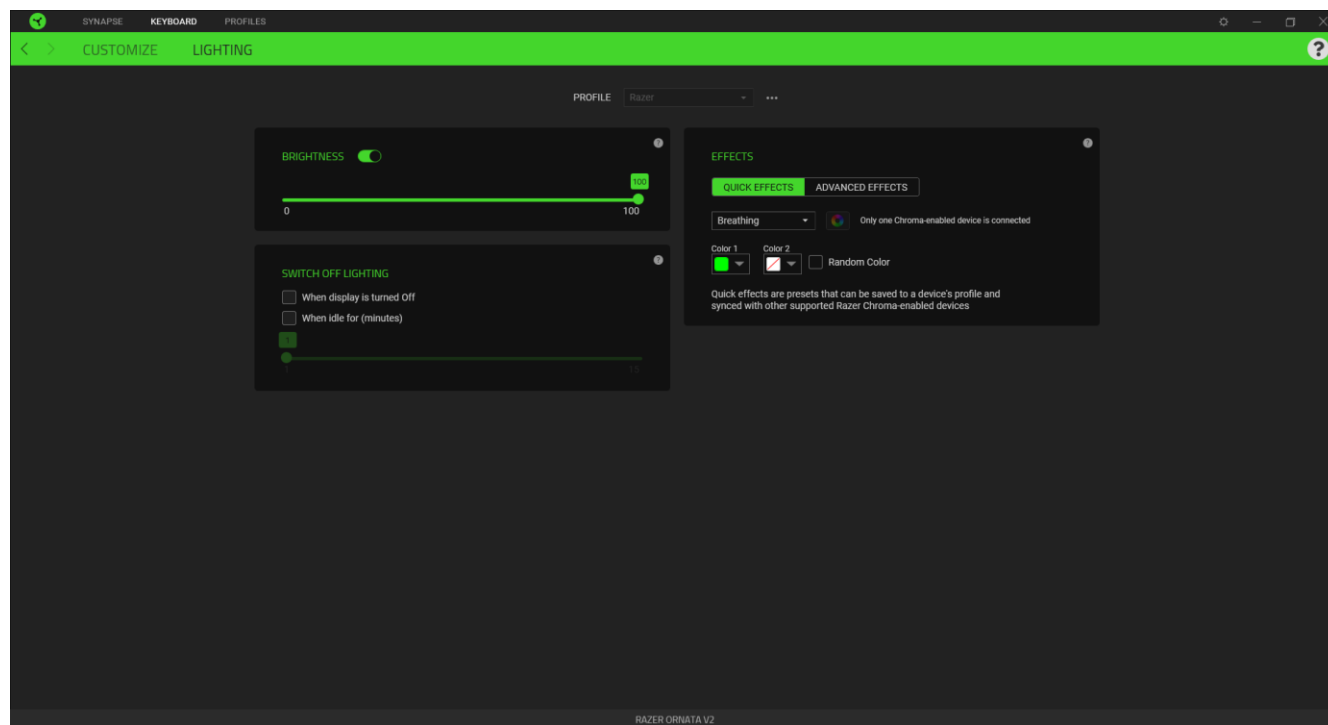 SYNAPSE KEYBOARD PROFILES
CUSTOMIZE LIGHTING
?
PROFILE Razer
BRIGHTNESS
100
0 100
SWITCH OFF LIGHTING
When display is turned Off
When idle for (minutes)
1
1 15
EFFECTS
QUICK EFFECTS ADVANCED EFFECTS
Breathing Only one Chroma-enabled device is connected
Color 1 Color 2
Random Color
Quick effects are presets that can be saved to a device's profile and
synced with other supported Razer Chroma-enabled devices
RAZER ORNATA V2